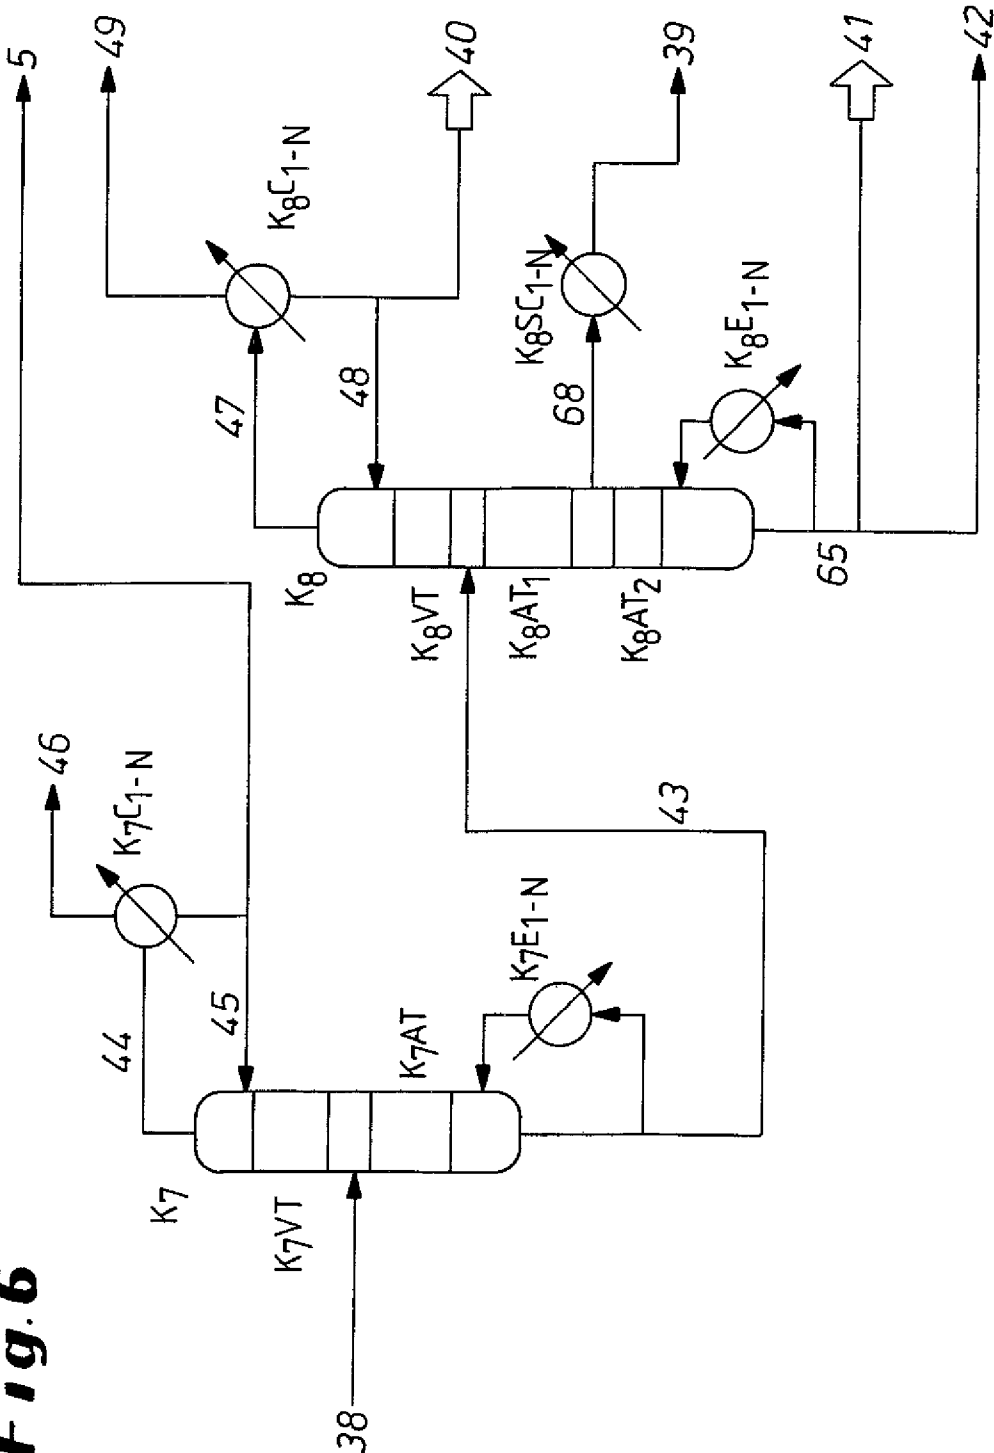 Fig. 6
5
49
40
39
41
42
46
K₈C₁₋N
K₇C₁₋N
47
48
K₈SC₁₋N
68
K₈E₁₋N
K₈
K₈VT
K₈AT₁
K₈AT₂
65
44
45
K₇AT
K₇E₁₋N
43
K₇
K₇VT
38